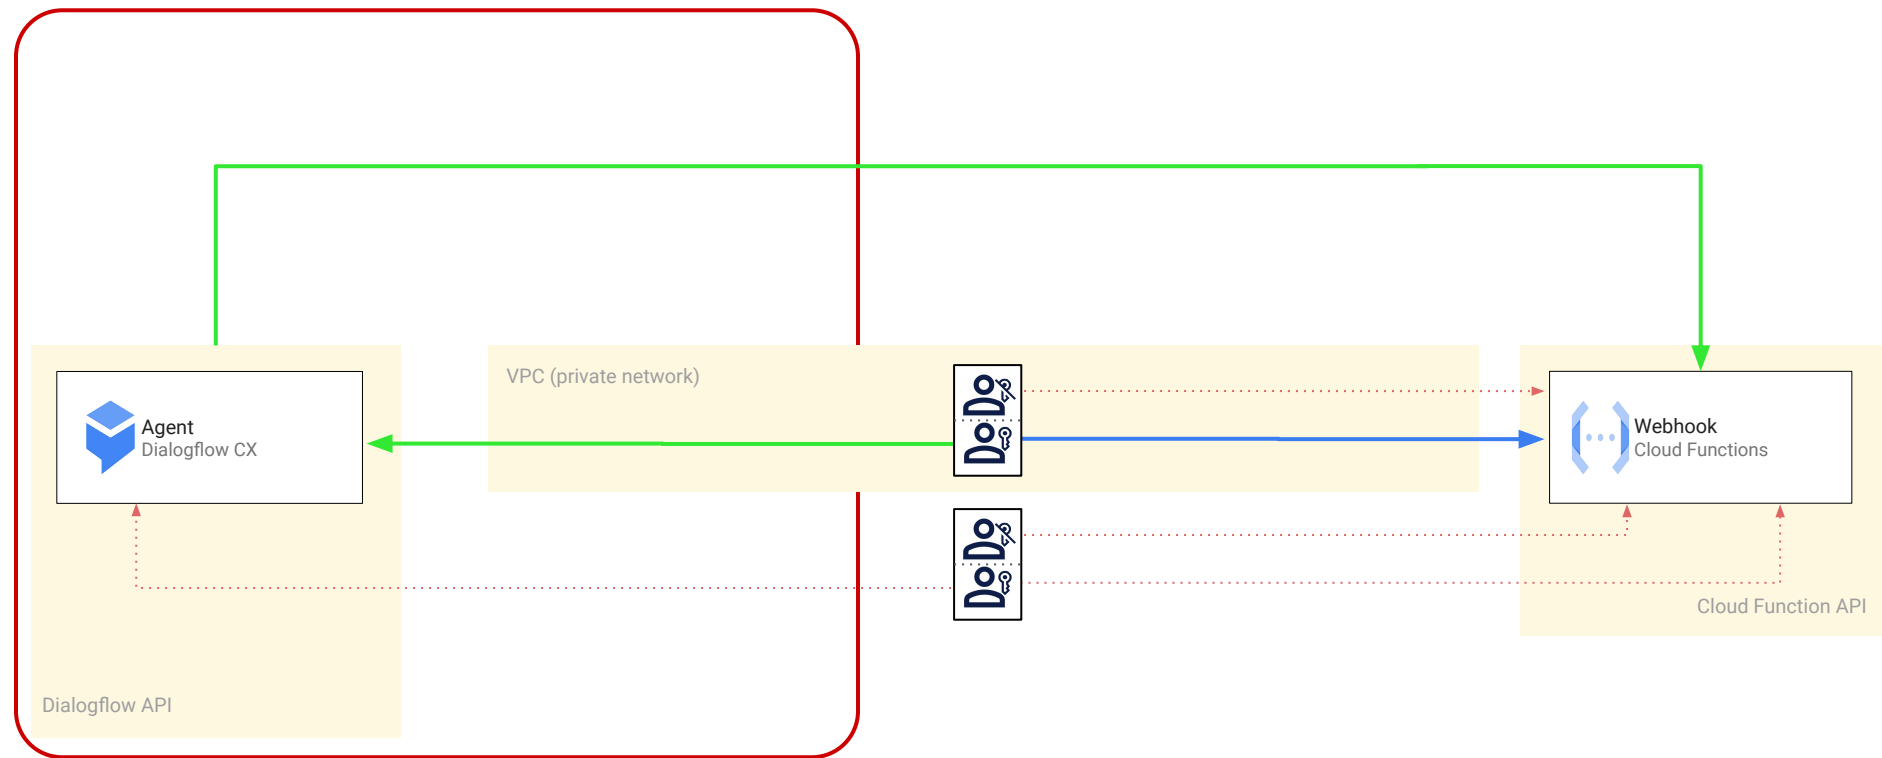 VPC (private network)
Agent
Dialogflow CX
Webhook
Cloud Functions
Cloud Function API
Dialogflow API